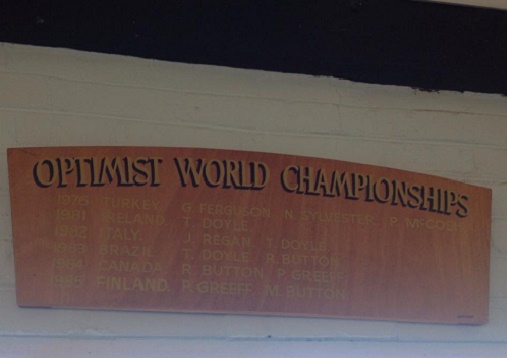 OPTIMIST WORLD CHAMPIONSHIPS
1976 TURKEY G. FERGUSON N. SYLVESTER P.
1981 IRELAND T. DOYLE
1982 ITALY J. REGAN T. DOYLE
1983 BRAZIL T. DOYLE R. BUTTON
1984 CANADA R. BUTTON P. GREEFF
1985 FINLAND P. GREEFF M. BUTTON